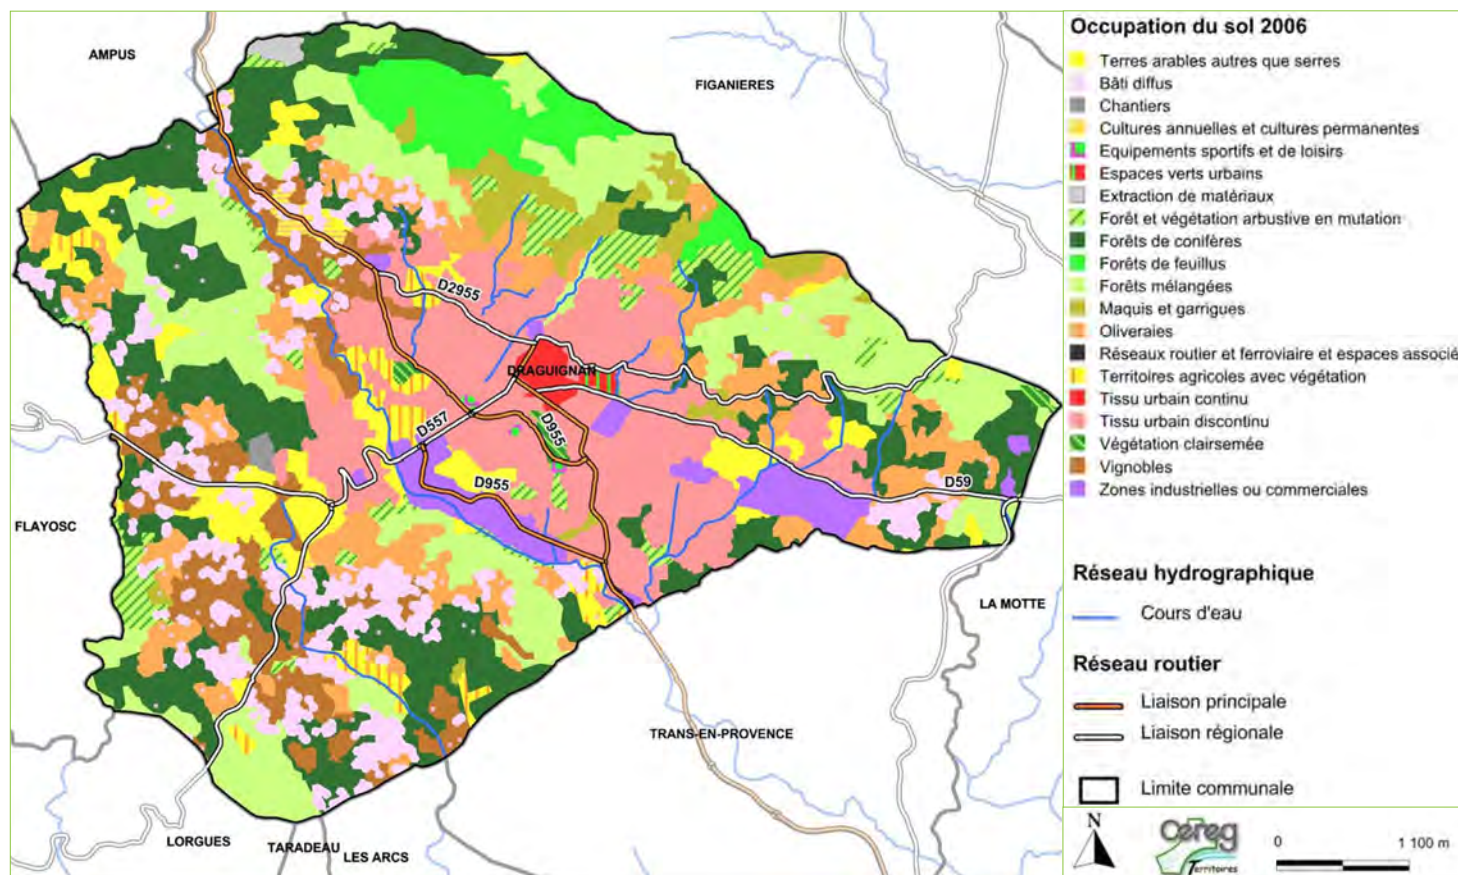 AMPUS
FIGANIERES
D2955
DRAGUIGNAN
D557
D955
D955
D59
FLAYOSC
LA MOTTE
TRANS-EN-PROVENCE
LORGUES
TARADEAU
LES ARCS
Occupation du sol 2006
Terres arables autres que serres
Bâti diffus
Chantiers
Cultures annuelles et cultures permanentes
Equipements sportifs et de loisirs
Espaces verts urbains
Extraction de matériaux
Forêt et végétation arbustive en mutation
Forêts de conifères
Forêts de feuillus
Forêts mélangées
Maquis et garrigues
Oliveraies
Réseaux routier et ferroviaire et espaces associé
Territoires agricoles avec végétation
Tissu urbain continu
Tissu urbain discontinu
Végétation clairsemée
Vignobles
Zones industrielles ou commerciales
Réseau hydrographique
Cours d'eau
Réseau routier
Liaison principale
Liaison régionale
Limite communale
N
Cereg
Territoires
0 1 100 m